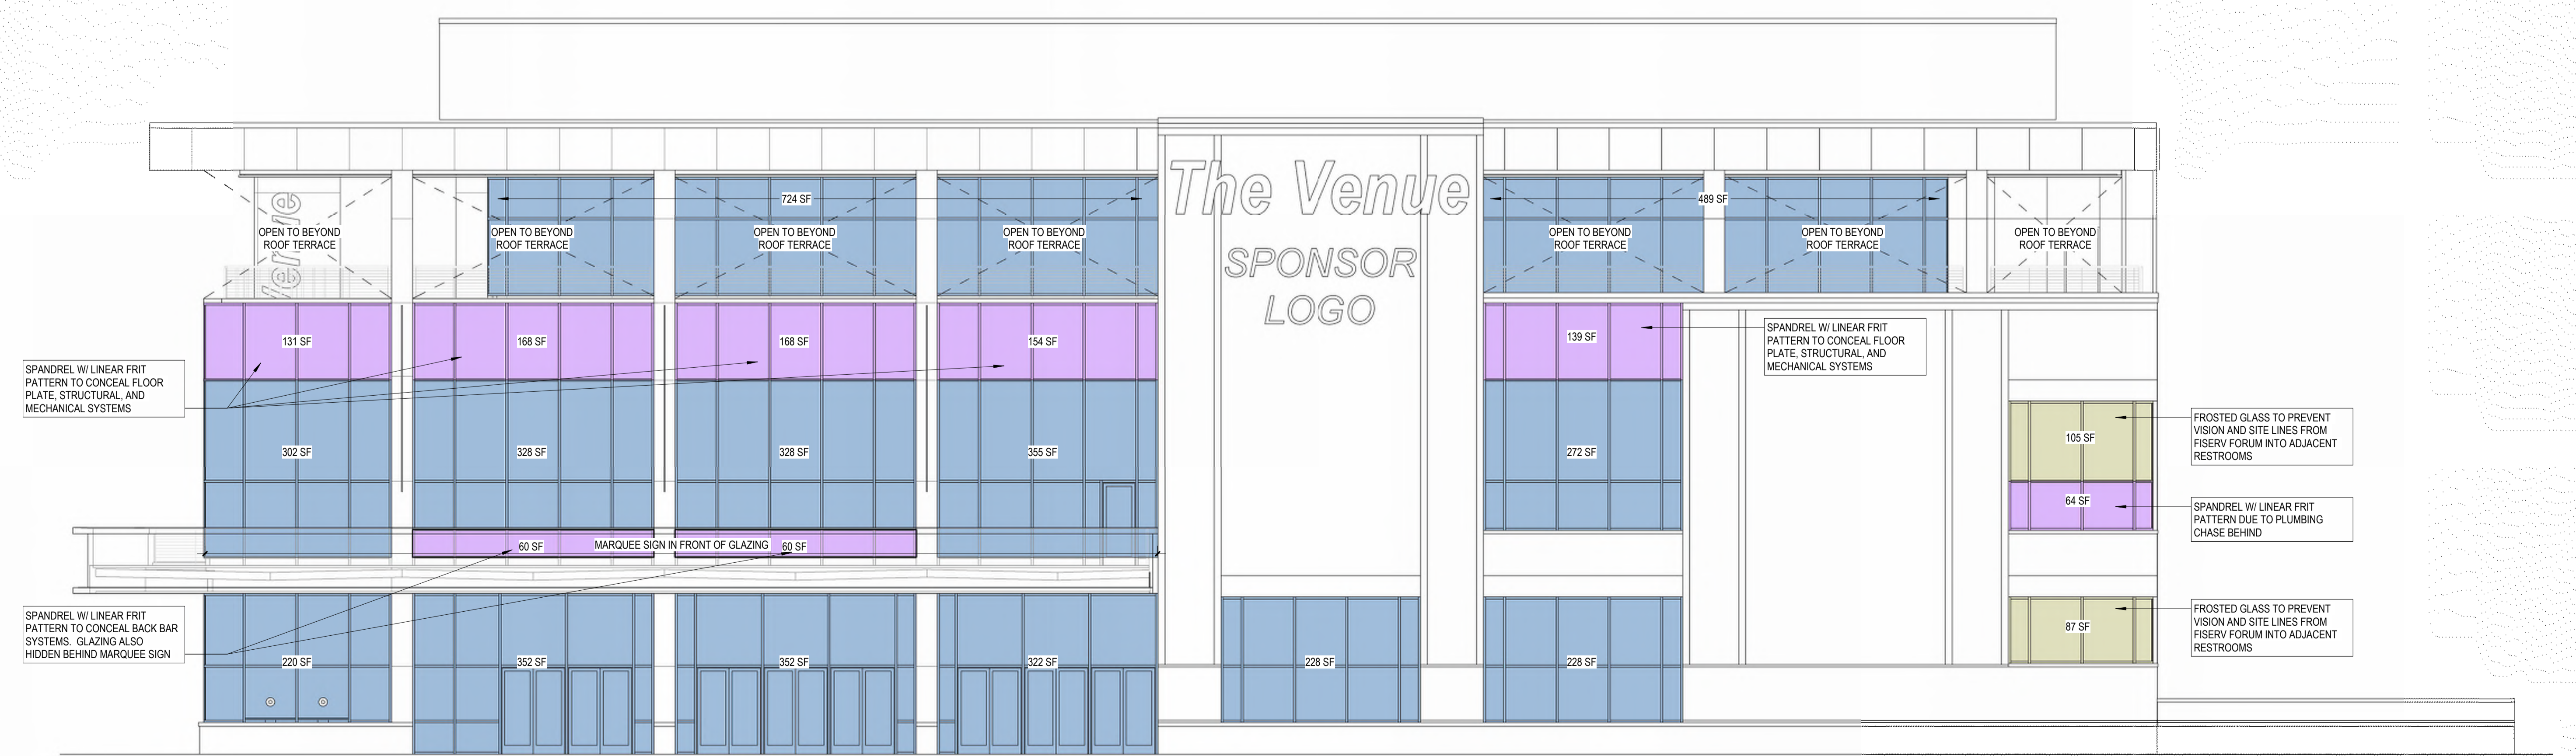 The Venue
SPONSOR
LOGO
724 SF
489 SF
OPEN TO BEYOND
ROOF TERRACE
OPEN TO BEYOND
ROOF TERRACE
OPEN TO BEYOND
ROOF TERRACE
OPEN TO BEYOND
ROOF TERRACE
OPEN TO BEYOND
ROOF TERRACE
OPEN TO BEYOND
ROOF TERRACE
OPEN TO BEYOND
ROOF TERRACE
131 SF
168 SF
168 SF
154 SF
139 SF
SPANDREL W/ LINEAR FRIT
PATTERN TO CONCEAL FLOOR
PLATE, STRUCTURAL, AND
MECHANICAL SYSTEMS
SPANDREL W/ LINEAR FRIT
PATTERN TO CONCEAL FLOOR
PLATE, STRUCTURAL, AND
MECHANICAL SYSTEMS
302 SF
328 SF
328 SF
355 SF
272 SF
105 SF
FROSTED GLASS TO PREVENT
VISION AND SITE LINES FROM
FISERV FORUM INTO ADJACENT
RESTROOMS
64 SF
SPANDREL W/ LINEAR FRIT
PATTERN DUE TO PLUMBING
CHASE BEHIND
60 SF
MARQUEE SIGN IN FRONT OF GLAZING
60 SF
SPANDREL W/ LINEAR FRIT
PATTERN TO CONCEAL BACK BAR
SYSTEMS. GLAZING ALSO
HIDDEN BEHIND MARQUEE SIGN
220 SF
352 SF
352 SF
322 SF
228 SF
228 SF
87 SF
FROSTED GLASS TO PREVENT
VISION AND SITE LINES FROM
FISERV FORUM INTO ADJACENT
RESTROOMS